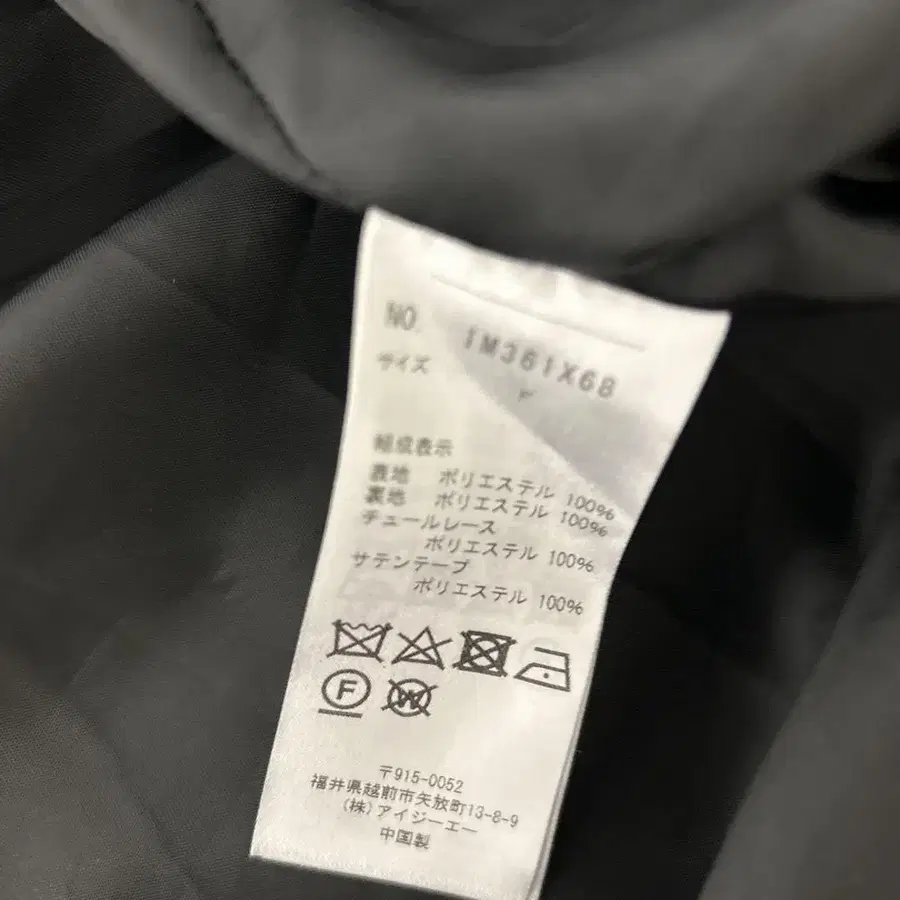 NO. IM361X68
サイズ F
組成表示
表地 ポリエステル 100%
裏地 ポリエステル 100%
チュールレース
ポリエステル 100%
サテンテープ
ポリエステル 100%
F W
〒915-0052
福井県越前市矢放町13-8-9
(株)アイジーエー
中国製